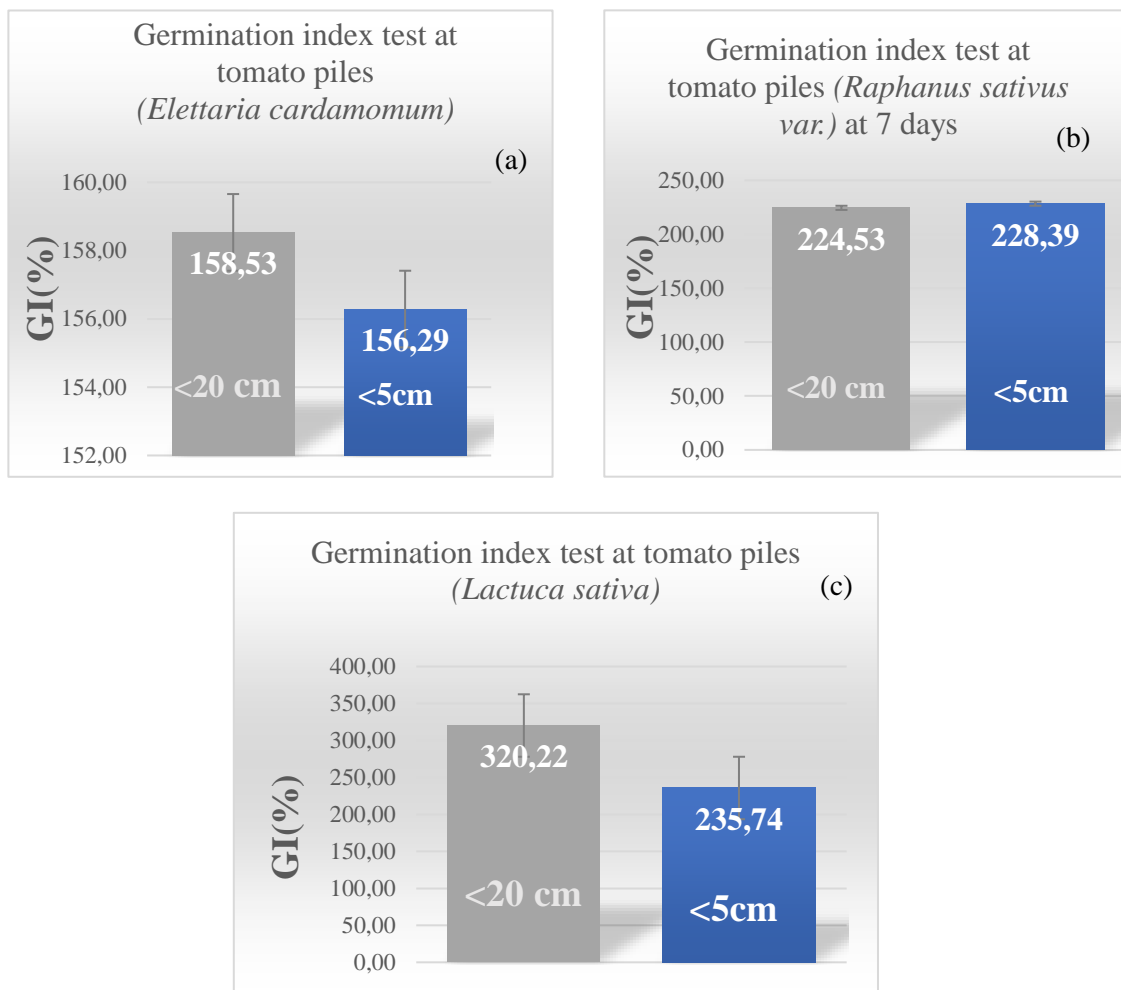 Germination index test at
tomato piles
(Elettaria cardamomum)
(a)
160,00
158,00
156,00
154,00
152,00
GI(%)
158,53
156,29
<20 cm
<5cm
Germination index test at
tomato piles (Raphanus sativus
var.) at 7 days
(b)
250,00
200,00
150,00
100,00
50,00
0,00
GI(%)
224,53
228,39
<20 cm
<5cm
Germination index test at tomato piles
(Lactuca sativa)
(c)
400,00
350,00
300,00
250,00
200,00
150,00
100,00
50,00
0,00
GI(%)
320,22
235,74
<20 cm
<5cm